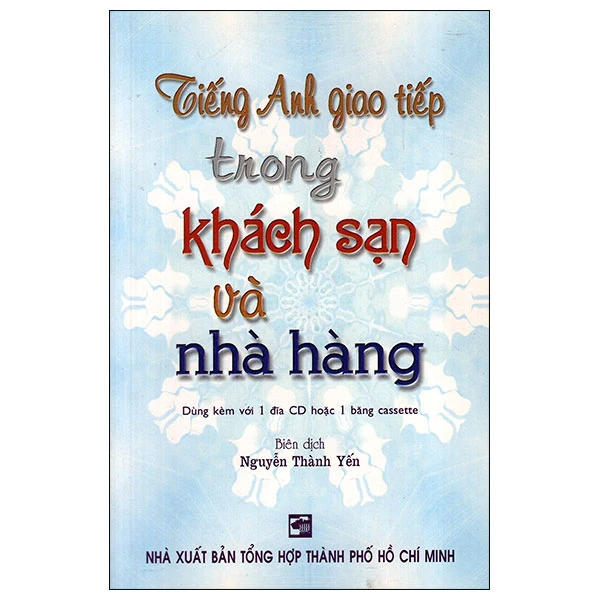 Tiếng Anh giao tiếp
trong
khách sạn
và
nhà hàng
Dùng kèm với 1 đĩa CD hoặc 1 băng cassette
Biên dịch
Nguyễn Thành Yến
NHÀ XUẤT BẢN TỔNG HỢP THÀNH PHỐ HỒ CHÍ MINH